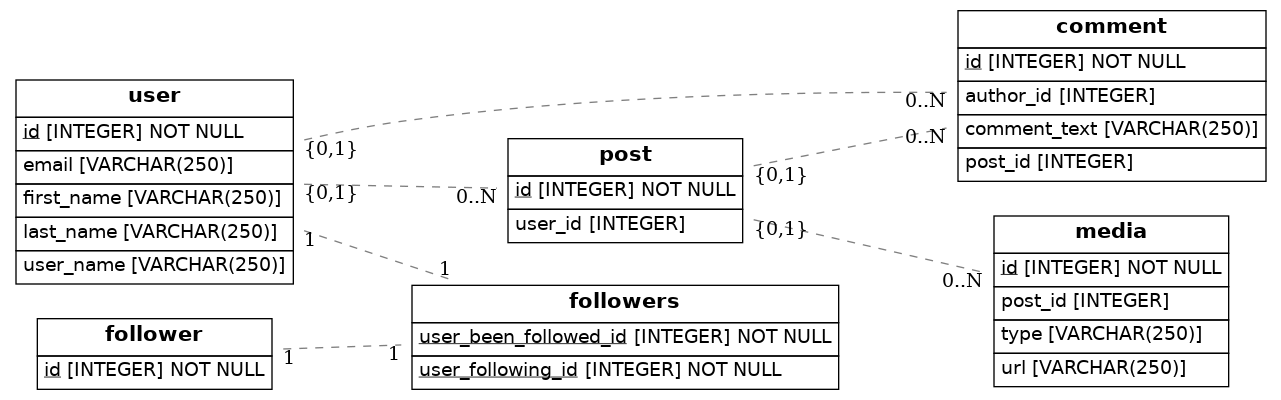 comment
id [INTEGER] NOT NULL
author_id [INTEGER]
comment_text [VARCHAR(250)]
post_id [INTEGER]
user
id [INTEGER] NOT NULL
email [VARCHAR(250)]
first_name [VARCHAR(250)]
last_name [VARCHAR(250)]
user_name [VARCHAR(250)]
0..N
{0,1}
0..N
{0,1}
{0,1}
0..N
post
id [INTEGER] NOT NULL
user_id [INTEGER]
{0,1}
0..N
1
1
media
id [INTEGER] NOT NULL
post_id [INTEGER]
type [VARCHAR(250)]
url [VARCHAR(250)]
followers
user_been_followed_id [INTEGER] NOT NULL
user_following_id [INTEGER] NOT NULL
follower
id [INTEGER] NOT NULL
1
1